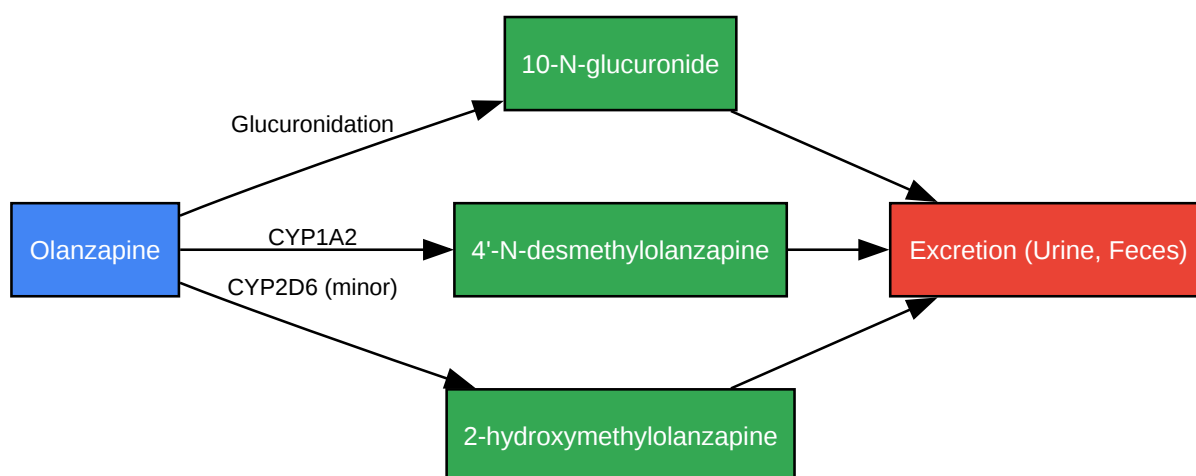 10-N-glucuronide
Glucuronidation
Olanzapine
CYP1A2
4'-N-desmethylolanzapine
Excretion (Urine, Feces)
CYP2D6 (minor)
2-hydroxymethylolanzapine